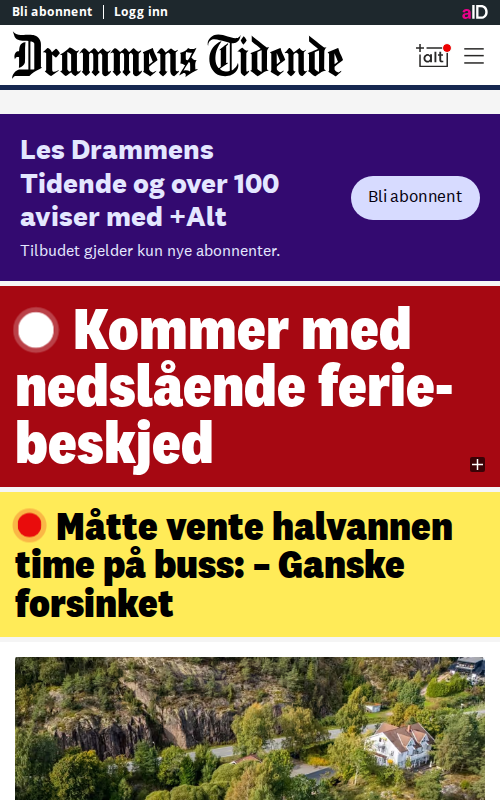 Bli abonnent | Logg inn
aID
Drammens Tidende
+alt
Les Drammens
Tidende og over 100
aviser med +Alt
Bli abonnent
Tilbudet gjelder kun nye abonnenter.
Kommer med
nedslående ferie-
beskjed
+
Måtte vente halvannen
time på buss: – Ganske
forsinket